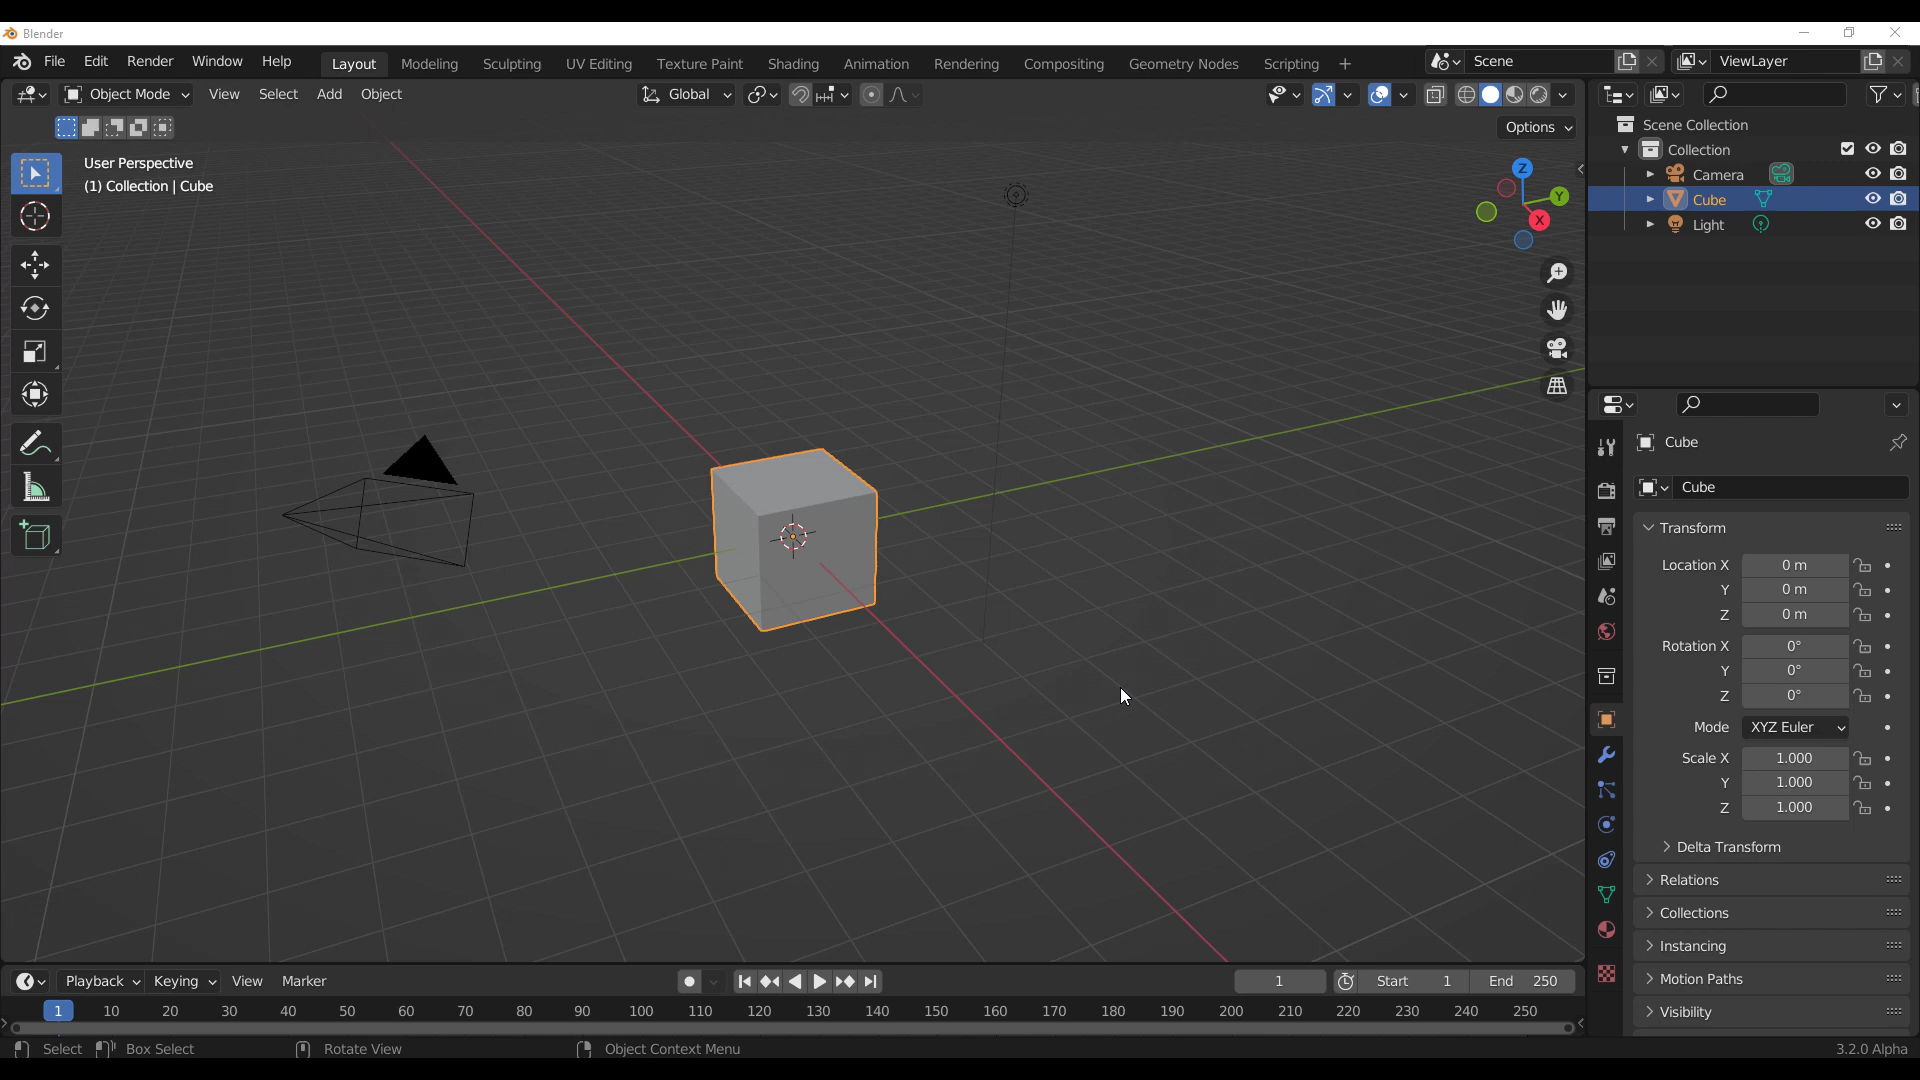 Blender
File Edit Render Window Help Layout Modeling Sculpting UV Editing Texture Paint Shading Animation Rendering Compositing Geometry Nodes Scripting + Scene ViewLayer
Object Mode View Select Add Object Global
Options
User Perspective
(1) Collection | Cube
Z
Y
X
Scene Collection
Collection
Camera
Cube
Light
Cube
Cube
Transform
Location X 0 m
Y 0 m
Z 0 m
Rotation X 0°
Y 0°
Z 0°
Mode XYZ Euler
Scale X 1.000
Y 1.000
Z 1.000
Delta Transform
Relations
Collections
Instancing
Motion Paths
Visibility
Playback Keying View Marker 1 Start 1 End 250
1 10 20 30 40 50 60 70 80 90 100 110 120 130 140 150 160 170 180 190 200 210 220 230 240 250
Select Box Select Rotate View Object Context Menu 3.2.0 Alpha